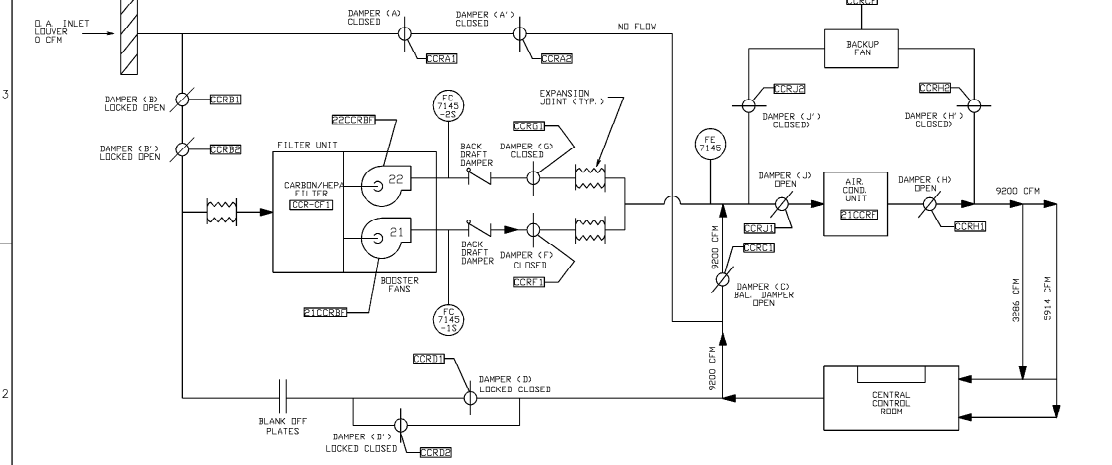 CCRCF
O.A. INLET
LOUVER
0 CFM
DAMPER (A)
CLOSED
CCRA1
DAMPER (A')
CLOSED
CCRA2
NO FLOW
BACKUP
FAN
3
DAMPER (B)
LOCKED OPEN
CCRB1
DAMPER (B')
LOCKED OPEN
CCRB2
22CCRBF
FC
7145
-2S
EXPANSION
JOINT (TYP.)
CCRG1
CCRJ2
DAMPER (J')
CLOSED)
CCRH2
DAMPER (H')
CLOSED)
FE
7145
FILTER UNIT
BACK
DRAFT
DAMPER
DAMPER (G)
CLOSED
CARBON/HEPA
FILTER
CCR-CF1
22
21
BACK
DRAFT
DAMPER
DAMPER (F)
CLOSED
CCRF1
BOOSTER
FANS
21CCRBF
FC
7145
-1S
DAMPER (J)
OPEN
CCRJ1
AIR.
COND.
UNIT
21CCRF
DAMPER (H)
OPEN
CCRH1
9200 CFM
9200 CFM
CCRC1
DAMPER (C)
BAL. DAMPER
OPEN
3286 CFM
5914 CFM
9200 CFM
2
CCRD1
DAMPER (D)
LOCKED CLOSED
BLANK OFF
PLATES
DAMPER (D')
LOCKED CLOSED
CCRD2
CENTRAL
CONTROL
ROOM